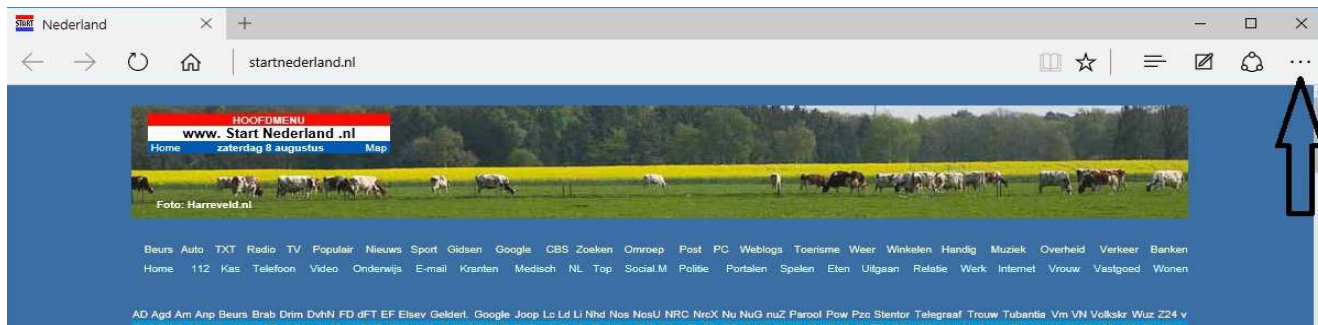 START Nederland
startnederland.nl
HOOFDMENU
www. Start Nederland .nl
Home zaterdag 8 augustus Map
Foto: Harreveld.nl
Beurs Auto TXT Radio TV Populair Nieuws Sport Gidsen Google CBS Zoeken Omroep Post PC Weblogs Toerisme Weer Winkelen Handig Muziek Overheid Verkeer Banken
Home 112 Kas Telefoon Video Onderwijs E-mail Kranten Medisch NL Top Social.M Politie Portalen Spelen Eten Uitgaan Relatie Werk Internet Vrouw Vastgoed Wonen
AD Agd Am Anp Beurs Brab Drim DvhN FD dFT EF Elsev Gelderl. Google Joop Lc Ld Li Nhd Nos NosU NRC NrcX Nu NuG nuZ Parool Pow Pzc Stentor Telegraaf Trouw Tubantia Vm VN Volkskr Wuz Z24 v